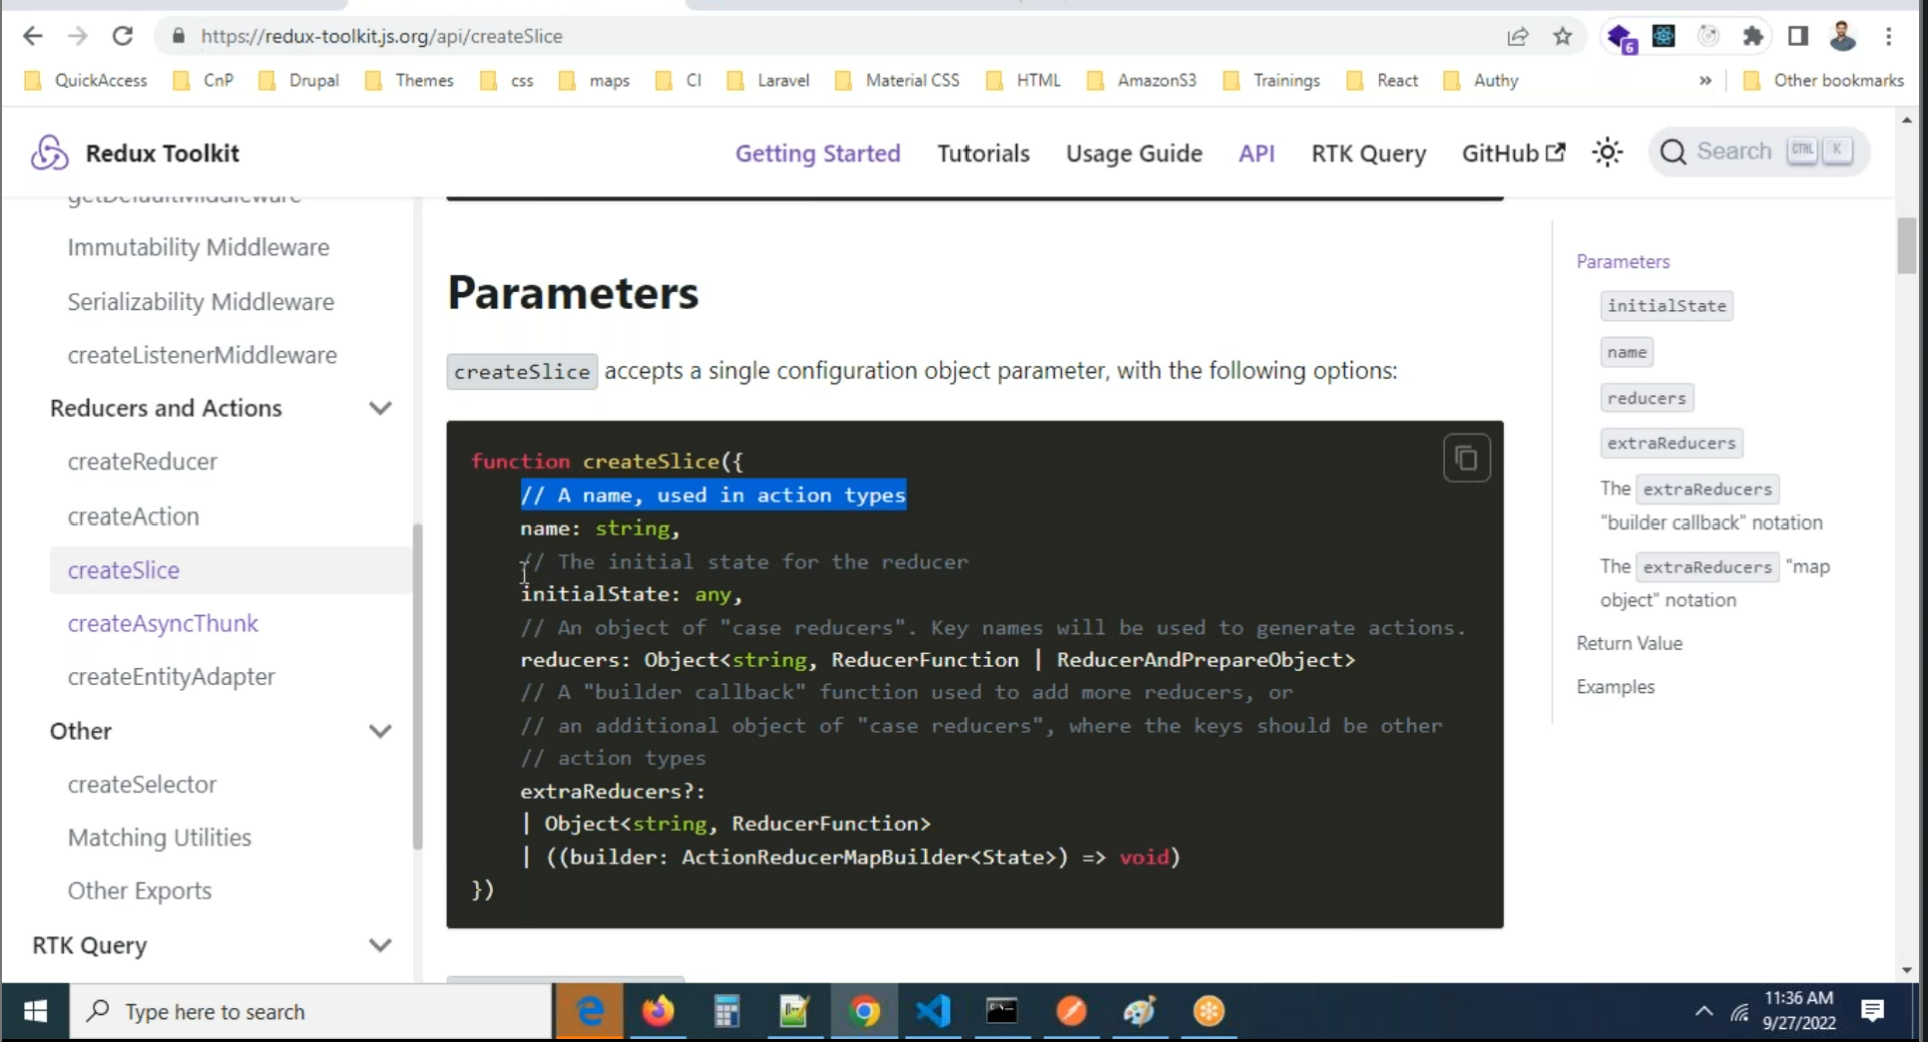 https://redux-toolkit.js.org/api/createSlice
6
QuickAccess CnP Drupal Themes css maps CI Laravel Material CSS HTML AmazonS3 Trainings React Authy » Other bookmarks
Redux Toolkit
Getting Started Tutorials Usage Guide API RTK Query GitHub Search CTRL K
getDefaultMiddleware
Immutability Middleware
Serializability Middleware
createListenerMiddleware
Reducers and Actions
createReducer
createAction
createSlice
createAsyncThunk
createEntityAdapter
Other
createSelector
Matching Utilities
Other Exports
RTK Query
Parameters
createSlice accepts a single configuration object parameter, with the following options:
function createSlice({
// A name, used in action types
name: string,
// The initial state for the reducer
initialState: any,
// An object of "case reducers". Key names will be used to generate actions.
reducers: Object<string, ReducerFunction | ReducerAndPrepareObject>
// A "builder callback" function used to add more reducers, or
// an additional object of "case reducers", where the keys should be other
// action types
extraReducers?:
| Object<string, ReducerFunction>
| ((builder: ActionReducerMapBuilder<State>) => void)
})
Parameters
initialState
name
reducers
extraReducers
The extraReducers
"builder callback" notation
The extraReducers "map
object" notation
Return Value
Examples
Type here to search
11:36 AM
9/27/2022